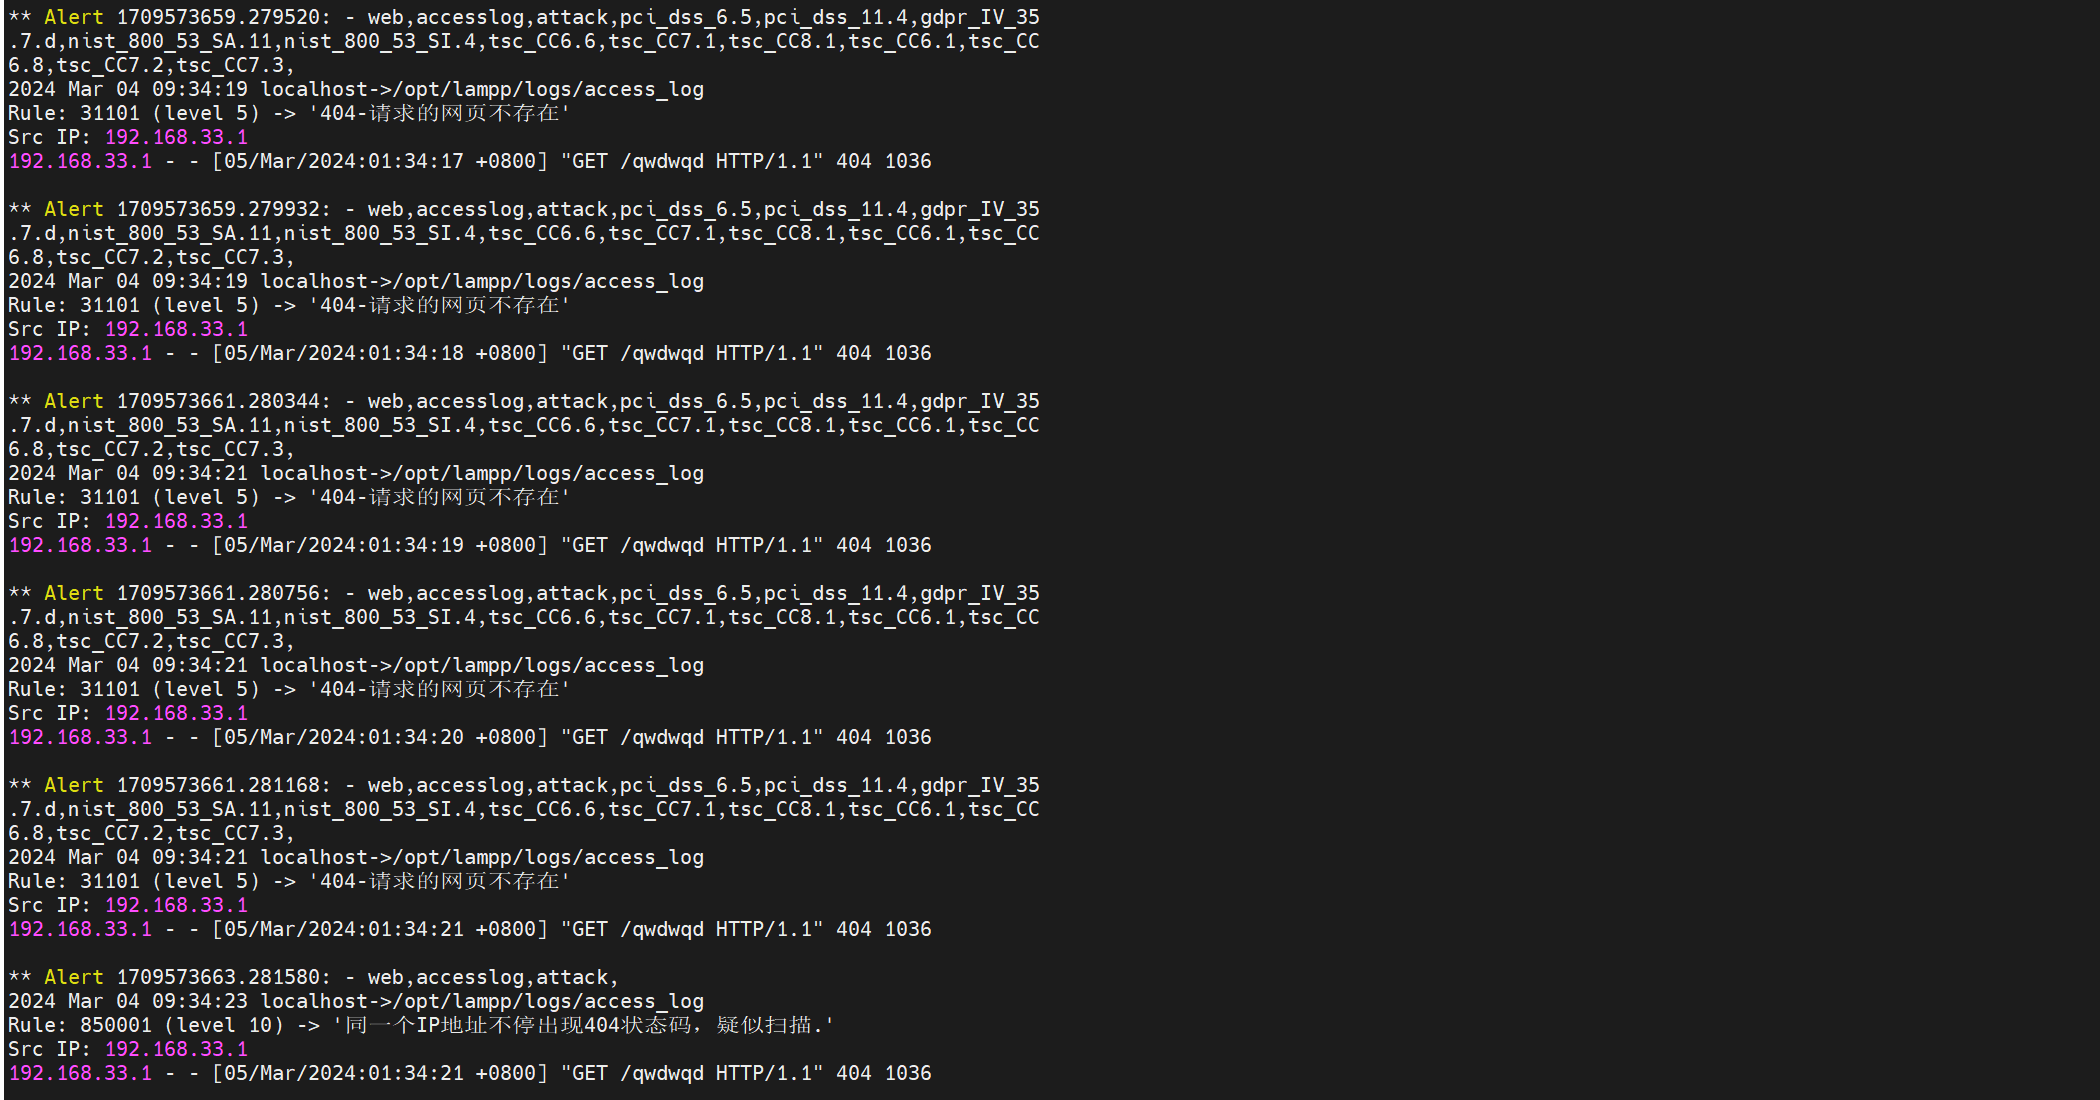 ** Alert 1709573659.279520: - web,accesslog,attack,pci_dss_6.5,pci_dss_11.4,gdpr_IV_35
.7.d,nist_800_53_SA.11,nist_800_53_SI.4,tsc_CC6.6,tsc_CC7.1,tsc_CC8.1,tsc_CC6.1,tsc_CC
6.8,tsc_CC7.2,tsc_CC7.3,
2024 Mar 04 09:34:19 localhost->/opt/lampp/logs/access_log
Rule: 31101 (level 5) -> '404-请求的网页不存在'
Src IP: 192.168.33.1
192.168.33.1 - - [05/Mar/2024:01:34:17 +0800] "GET /qwdwqd HTTP/1.1" 404 1036

** Alert 1709573659.279932: - web,accesslog,attack,pci_dss_6.5,pci_dss_11.4,gdpr_IV_35
.7.d,nist_800_53_SA.11,nist_800_53_SI.4,tsc_CC6.6,tsc_CC7.1,tsc_CC8.1,tsc_CC6.1,tsc_CC
6.8,tsc_CC7.2,tsc_CC7.3,
2024 Mar 04 09:34:19 localhost->/opt/lampp/logs/access_log
Rule: 31101 (level 5) -> '404-请求的网页不存在'
Src IP: 192.168.33.1
192.168.33.1 - - [05/Mar/2024:01:34:18 +0800] "GET /qwdwqd HTTP/1.1" 404 1036

** Alert 1709573661.280344: - web,accesslog,attack,pci_dss_6.5,pci_dss_11.4,gdpr_IV_35
.7.d,nist_800_53_SA.11,nist_800_53_SI.4,tsc_CC6.6,tsc_CC7.1,tsc_CC8.1,tsc_CC6.1,tsc_CC
6.8,tsc_CC7.2,tsc_CC7.3,
2024 Mar 04 09:34:21 localhost->/opt/lampp/logs/access_log
Rule: 31101 (level 5) -> '404-请求的网页不存在'
Src IP: 192.168.33.1
192.168.33.1 - - [05/Mar/2024:01:34:19 +0800] "GET /qwdwqd HTTP/1.1" 404 1036

** Alert 1709573661.280756: - web,accesslog,attack,pci_dss_6.5,pci_dss_11.4,gdpr_IV_35
.7.d,nist_800_53_SA.11,nist_800_53_SI.4,tsc_CC6.6,tsc_CC7.1,tsc_CC8.1,tsc_CC6.1,tsc_CC
6.8,tsc_CC7.2,tsc_CC7.3,
2024 Mar 04 09:34:21 localhost->/opt/lampp/logs/access_log
Rule: 31101 (level 5) -> '404-请求的网页不存在'
Src IP: 192.168.33.1
192.168.33.1 - - [05/Mar/2024:01:34:20 +0800] "GET /qwdwqd HTTP/1.1" 404 1036

** Alert 1709573661.281168: - web,accesslog,attack,pci_dss_6.5,pci_dss_11.4,gdpr_IV_35
.7.d,nist_800_53_SA.11,nist_800_53_SI.4,tsc_CC6.6,tsc_CC7.1,tsc_CC8.1,tsc_CC6.1,tsc_CC
6.8,tsc_CC7.2,tsc_CC7.3,
2024 Mar 04 09:34:21 localhost->/opt/lampp/logs/access_log
Rule: 31101 (level 5) -> '404-请求的网页不存在'
Src IP: 192.168.33.1
192.168.33.1 - - [05/Mar/2024:01:34:21 +0800] "GET /qwdwqd HTTP/1.1" 404 1036

** Alert 1709573663.281580: - web,accesslog,attack,
2024 Mar 04 09:34:23 localhost->/opt/lampp/logs/access_log
Rule: 850001 (level 10) -> '同一个IP地址不停出现404状态码，疑似扫描.'
Src IP: 192.168.33.1
192.168.33.1 - - [05/Mar/2024:01:34:21 +0800] "GET /qwdwqd HTTP/1.1" 404 1036